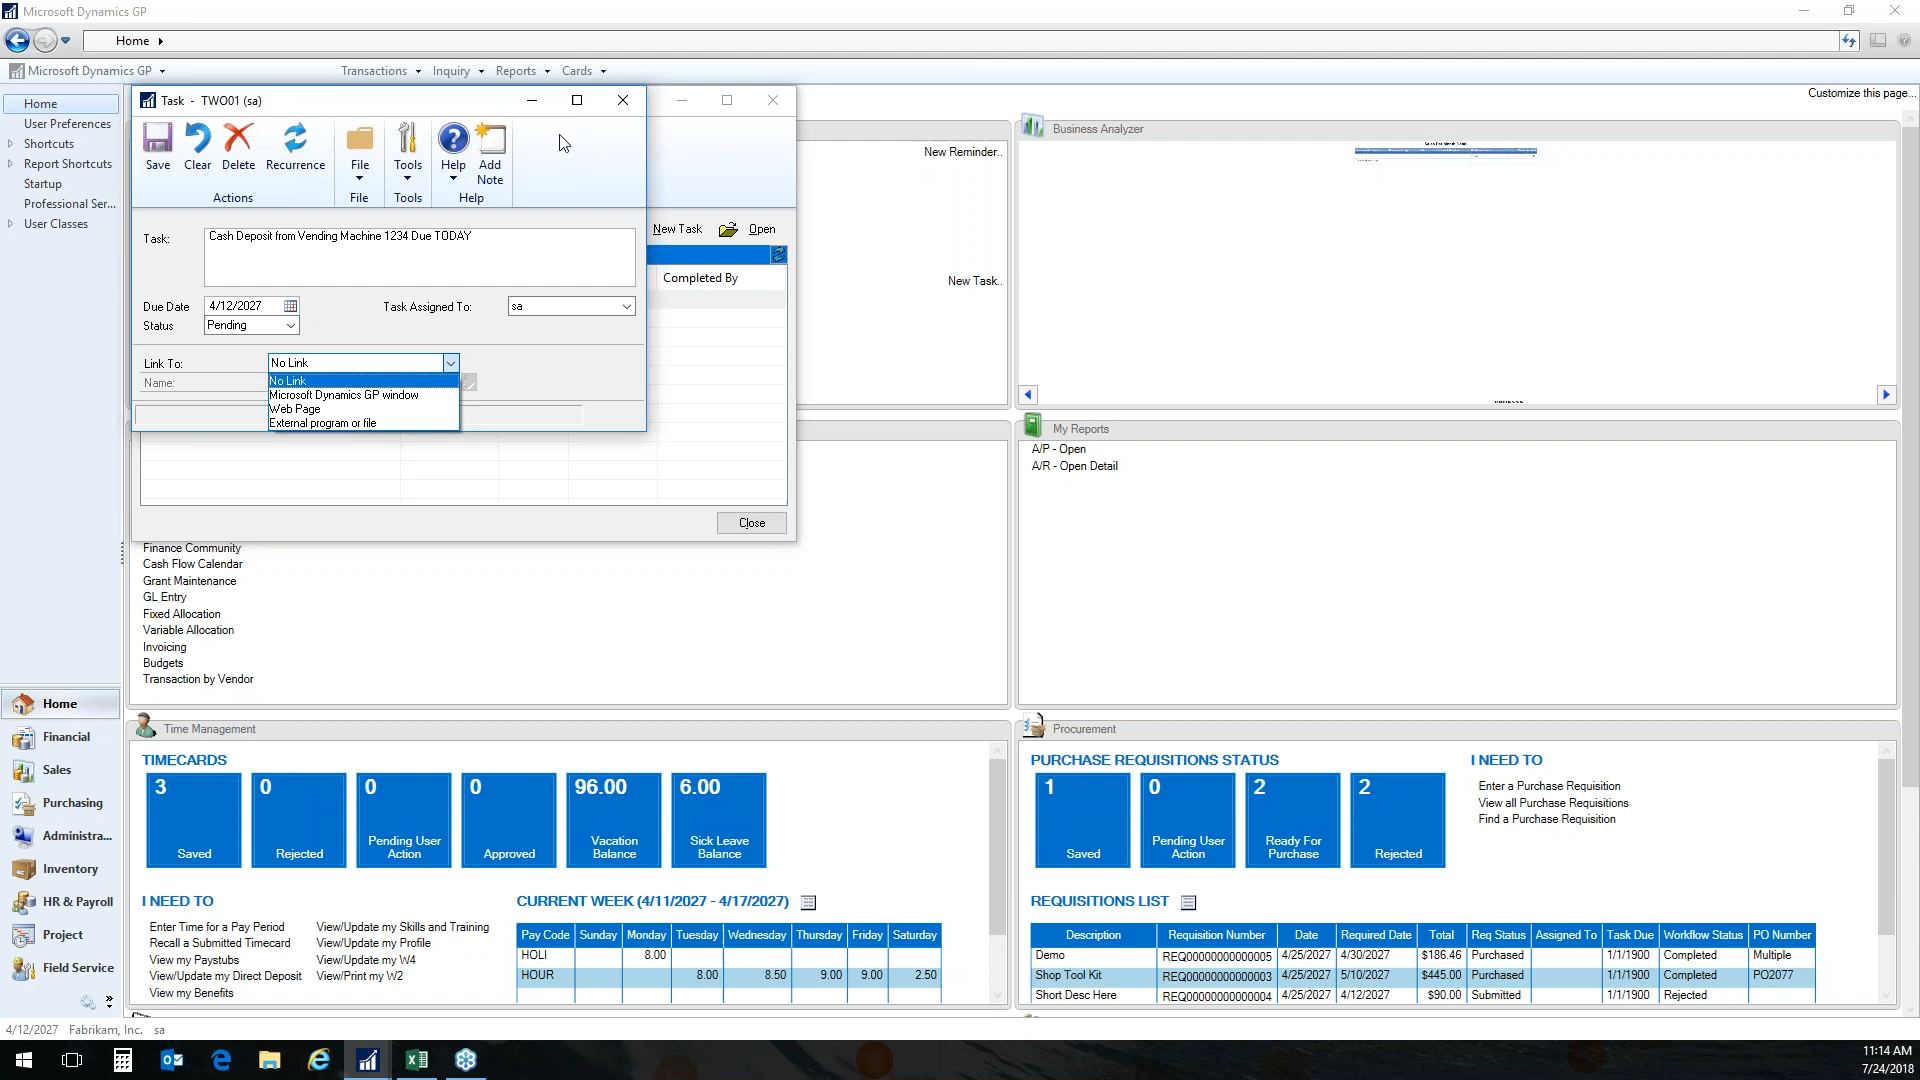 Microsoft Dynamics GP
Home
Microsoft Dynamics GP
Transactions
Inquiry
Reports
Cards
Home
User Preferences
Shortcuts
Report Shortcuts
Startup
Professional Ser...
User Classes
Customize this page...
Task - TWO01 (sa)
Save
Clear
Delete
Recurrence
File
Tools
Help
Add Note
Actions
File
Tools
Help
Task:
Cash Deposit from Vending Machine 1234 Due TODAY
Due Date
4/12/2027
Task Assigned To:
sa
Status
Pending
Link To:
No Link
Name:
No Link
Microsoft Dynamics GP window
Web Page
External program or file
New Task
Open
Completed By
Close
New Reminder..
New Task..
Business Analyzer
My Reports
A/P - Open
A/R - Open Detail
Finance Community
Cash Flow Calendar
Grant Maintenance
GL Entry
Fixed Allocation
Variable Allocation
Invoicing
Budgets
Transaction by Vendor
Home
Financial
Sales
Purchasing
Administra...
Inventory
HR & Payroll
Project
Field Service
Time Management
TIMECARDS
3 Saved
0 Rejected
0 Pending User Action
0 Approved
96.00 Vacation Balance
6.00 Sick Leave Balance
I NEED TO
Enter Time for a Pay Period
Recall a Submitted Timecard
View my Paystubs
View/Update my Direct Deposit
View my Benefits
View/Update my Skills and Training
View/Update my Profile
View/Update my W4
View/Print my W2
CURRENT WEEK (4/11/2027 - 4/17/2027)
Pay Code Sunday Monday Tuesday Wednesday Thursday Friday Saturday
HOLI 8.00
HOUR 8.00 8.50 9.00 9.00 2.50
Procurement
PURCHASE REQUISITIONS STATUS
1 Saved
0 Pending User Action
2 Ready For Purchase
2 Rejected
I NEED TO
Enter a Purchase Requisition
View all Purchase Requisitions
Find a Purchase Requisition
REQUISITIONS LIST
Description Requisition Number Date Required Date Total Req Status Assigned To Task Due Workflow Status PO Number
Demo REQ00000000000005 4/25/2027 4/30/2027 $186.46 Purchased 1/1/1900 Completed Multiple
Shop Tool Kit REQ00000000000003 4/25/2027 5/10/2027 $445.00 Purchased 1/1/1900 Completed PO2077
Short Desc Here REQ00000000000004 4/25/2027 4/12/2027 $90.00 Submitted 1/1/1900 Rejected
4/12/2027 Fabrikam, Inc. sa
11:14 AM
7/24/2018